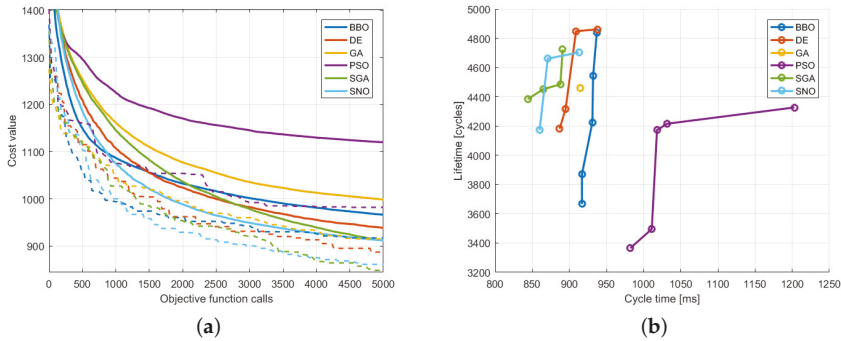 1400
1300
1200
1100
1000
900
Cost value
0 500 1000 1500 2000 2500 3000 3500 4000 4500 5000
Objective function calls
BBO
DE
GA
PSO
SGA
SNO
(a)
5000
4800
4600
4400
4200
4000
3800
3600
3400
3200
Lifetime [cycles]
800 850 900 950 1000 1050 1100 1150 1200 1250
Cycle time [ms]
BBO
DE
GA
PSO
SGA
SNO
(b)